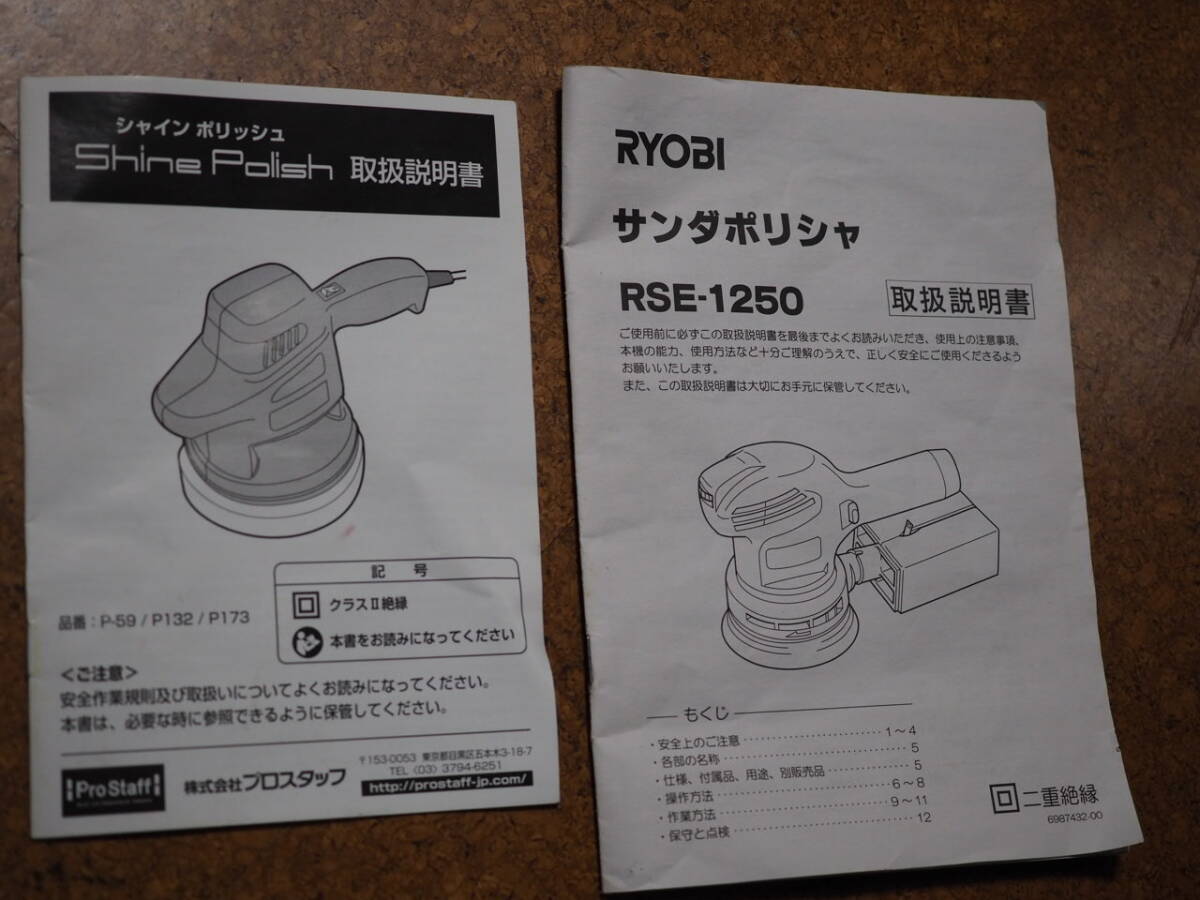 シャイン ポリッシュ
Shine Polish 取扱説明書
記 号
クラスⅡ絶縁
本書をお読みになってください
品番：P-59 / P132 / P173
＜ご注意＞
安全作業規則及び取扱いについてよくお読みになってください。
本書は、必要な時に参照できるように保管してください。
ProStaff
株式会社プロスタッフ
〒153-0053 東京都目黒区五本木3-18-7
TEL (03) 3794-6251
http://prostaff-jp.com/
RYOBI
サンダポリシャ
RSE-1250
取扱説明書
ご使用前に必ずこの取扱説明書を最後までよくお読みいただき、使用上の注意事項、
本機の能力、使用方法など十分ご理解のうえで、正しく安全にご使用くださるよう
お願いいたします。
また、この取扱説明書は大切にお手元に保管してください。
もくじ
・安全上のご注意 1～4
・各部の名称 5
・仕様、付属品、用途、別販売品 5
・操作方法 6～8
・作業方法 9～11
・保守と点検 12
二重絶縁
6987432-00